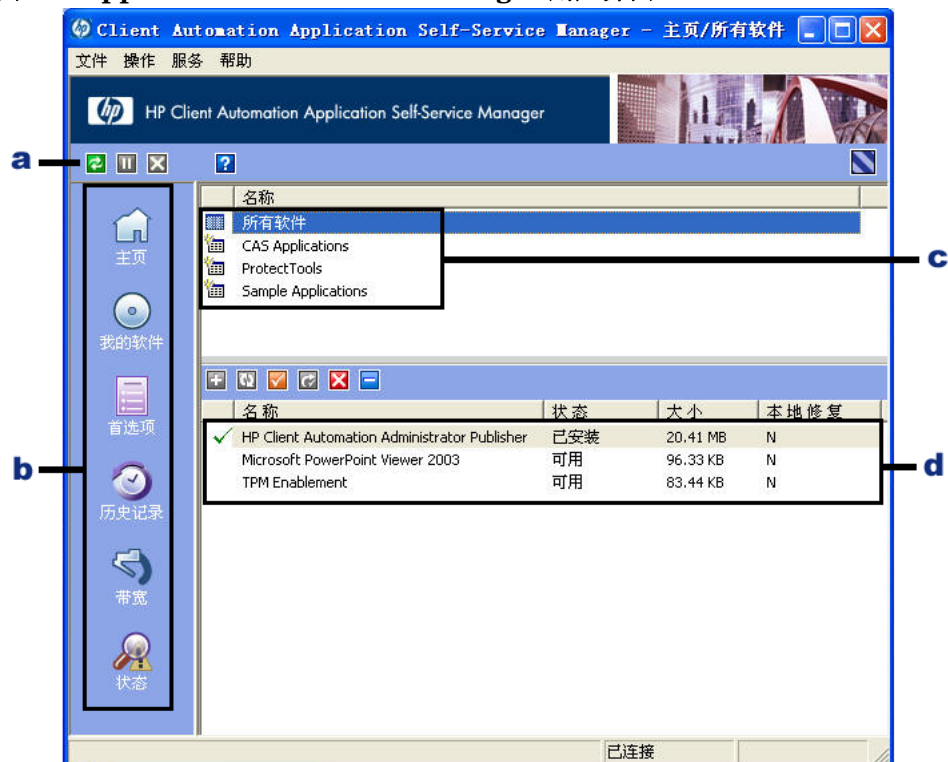 Client Automation Application Self-Service Manager - 主页/所有软件
文件 操作 服务 帮助
hp HP Client Automation Application Self-Service Manager
a
名称
所有软件
CAS Applications
ProtectTools
Sample Applications
c
主页
我的软件
首选项
历史记录
带宽
状态
b
名称 状态 大小 本地修复
HP Client Automation Administrator Publisher 已安装 20.41 MB N
Microsoft PowerPoint Viewer 2003 可用 96.33 KB N
TPM Enablement 可用 83.44 KB N
d
已连接